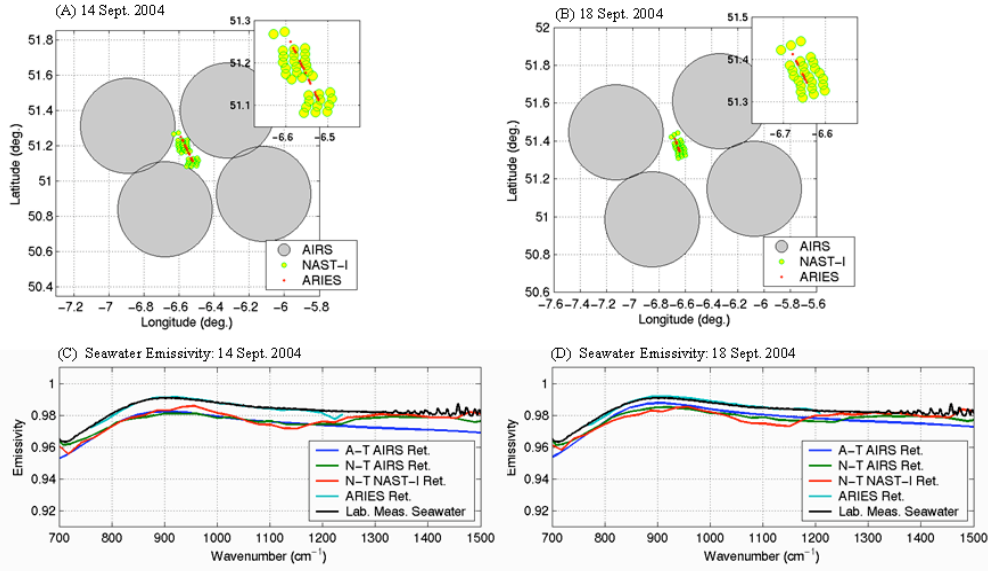 (A) 14 Sept. 2004
51.8
51.6
51.4
51.2
51
50.8
50.6
50.4
Latitude (deg.)
−7.2 −7 −6.8 −6.6 −6.4 −6.2 −6 −5.8
Longitude (deg.)
51.3
51.2
51.1
−6.6 −6.5
AIRS
NAST−I
ARIES
(B) 18 Sept. 2004
52
51.8
51.6
51.4
51.2
51
50.8
50.6
Latitude (deg.)
−7.6 −7.4 −7.2 −7 −6.8 −6.6 −6.4 −6.2 −6 −5.8 −5.6
Longitude (deg.)
51.5
51.4
51.3
−6.7 −6.6
AIRS
NAST−I
ARIES
(C) Seawater Emissivity: 14 Sept. 2004
1
0.98
0.96
0.94
0.92
Emissivity
700 800 900 1000 1100 1200 1300 1400 1500
Wavenumber (cm−1)
A−T AIRS Ret.
N−T AIRS Ret.
N−T NAST−I Ret.
ARIES Ret.
Lab. Meas. Seawater
(D) Seawater Emissivity: 18 Sept. 2004
1
0.98
0.96
0.94
0.92
Emissivity
700 800 900 1000 1100 1200 1300 1400 1500
Wavenumber (cm−1)
A−T AIRS Ret.
N−T AIRS Ret.
N−T NAST−I Ret.
ARIES Ret.
Lab. Meas. Seawater